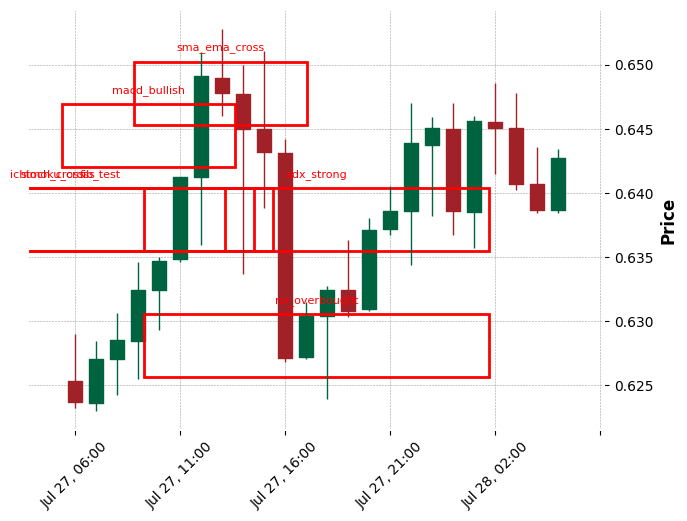 sma_ema_cross
macd_bullish
adx_strong
0.650
0.645
0.640
0.635
0.630
0.625
Price
Jul 27, 06:00
Jul 27, 11:00
Jul 27, 16:00
Jul 27, 21:00
Jul 28, 02:00